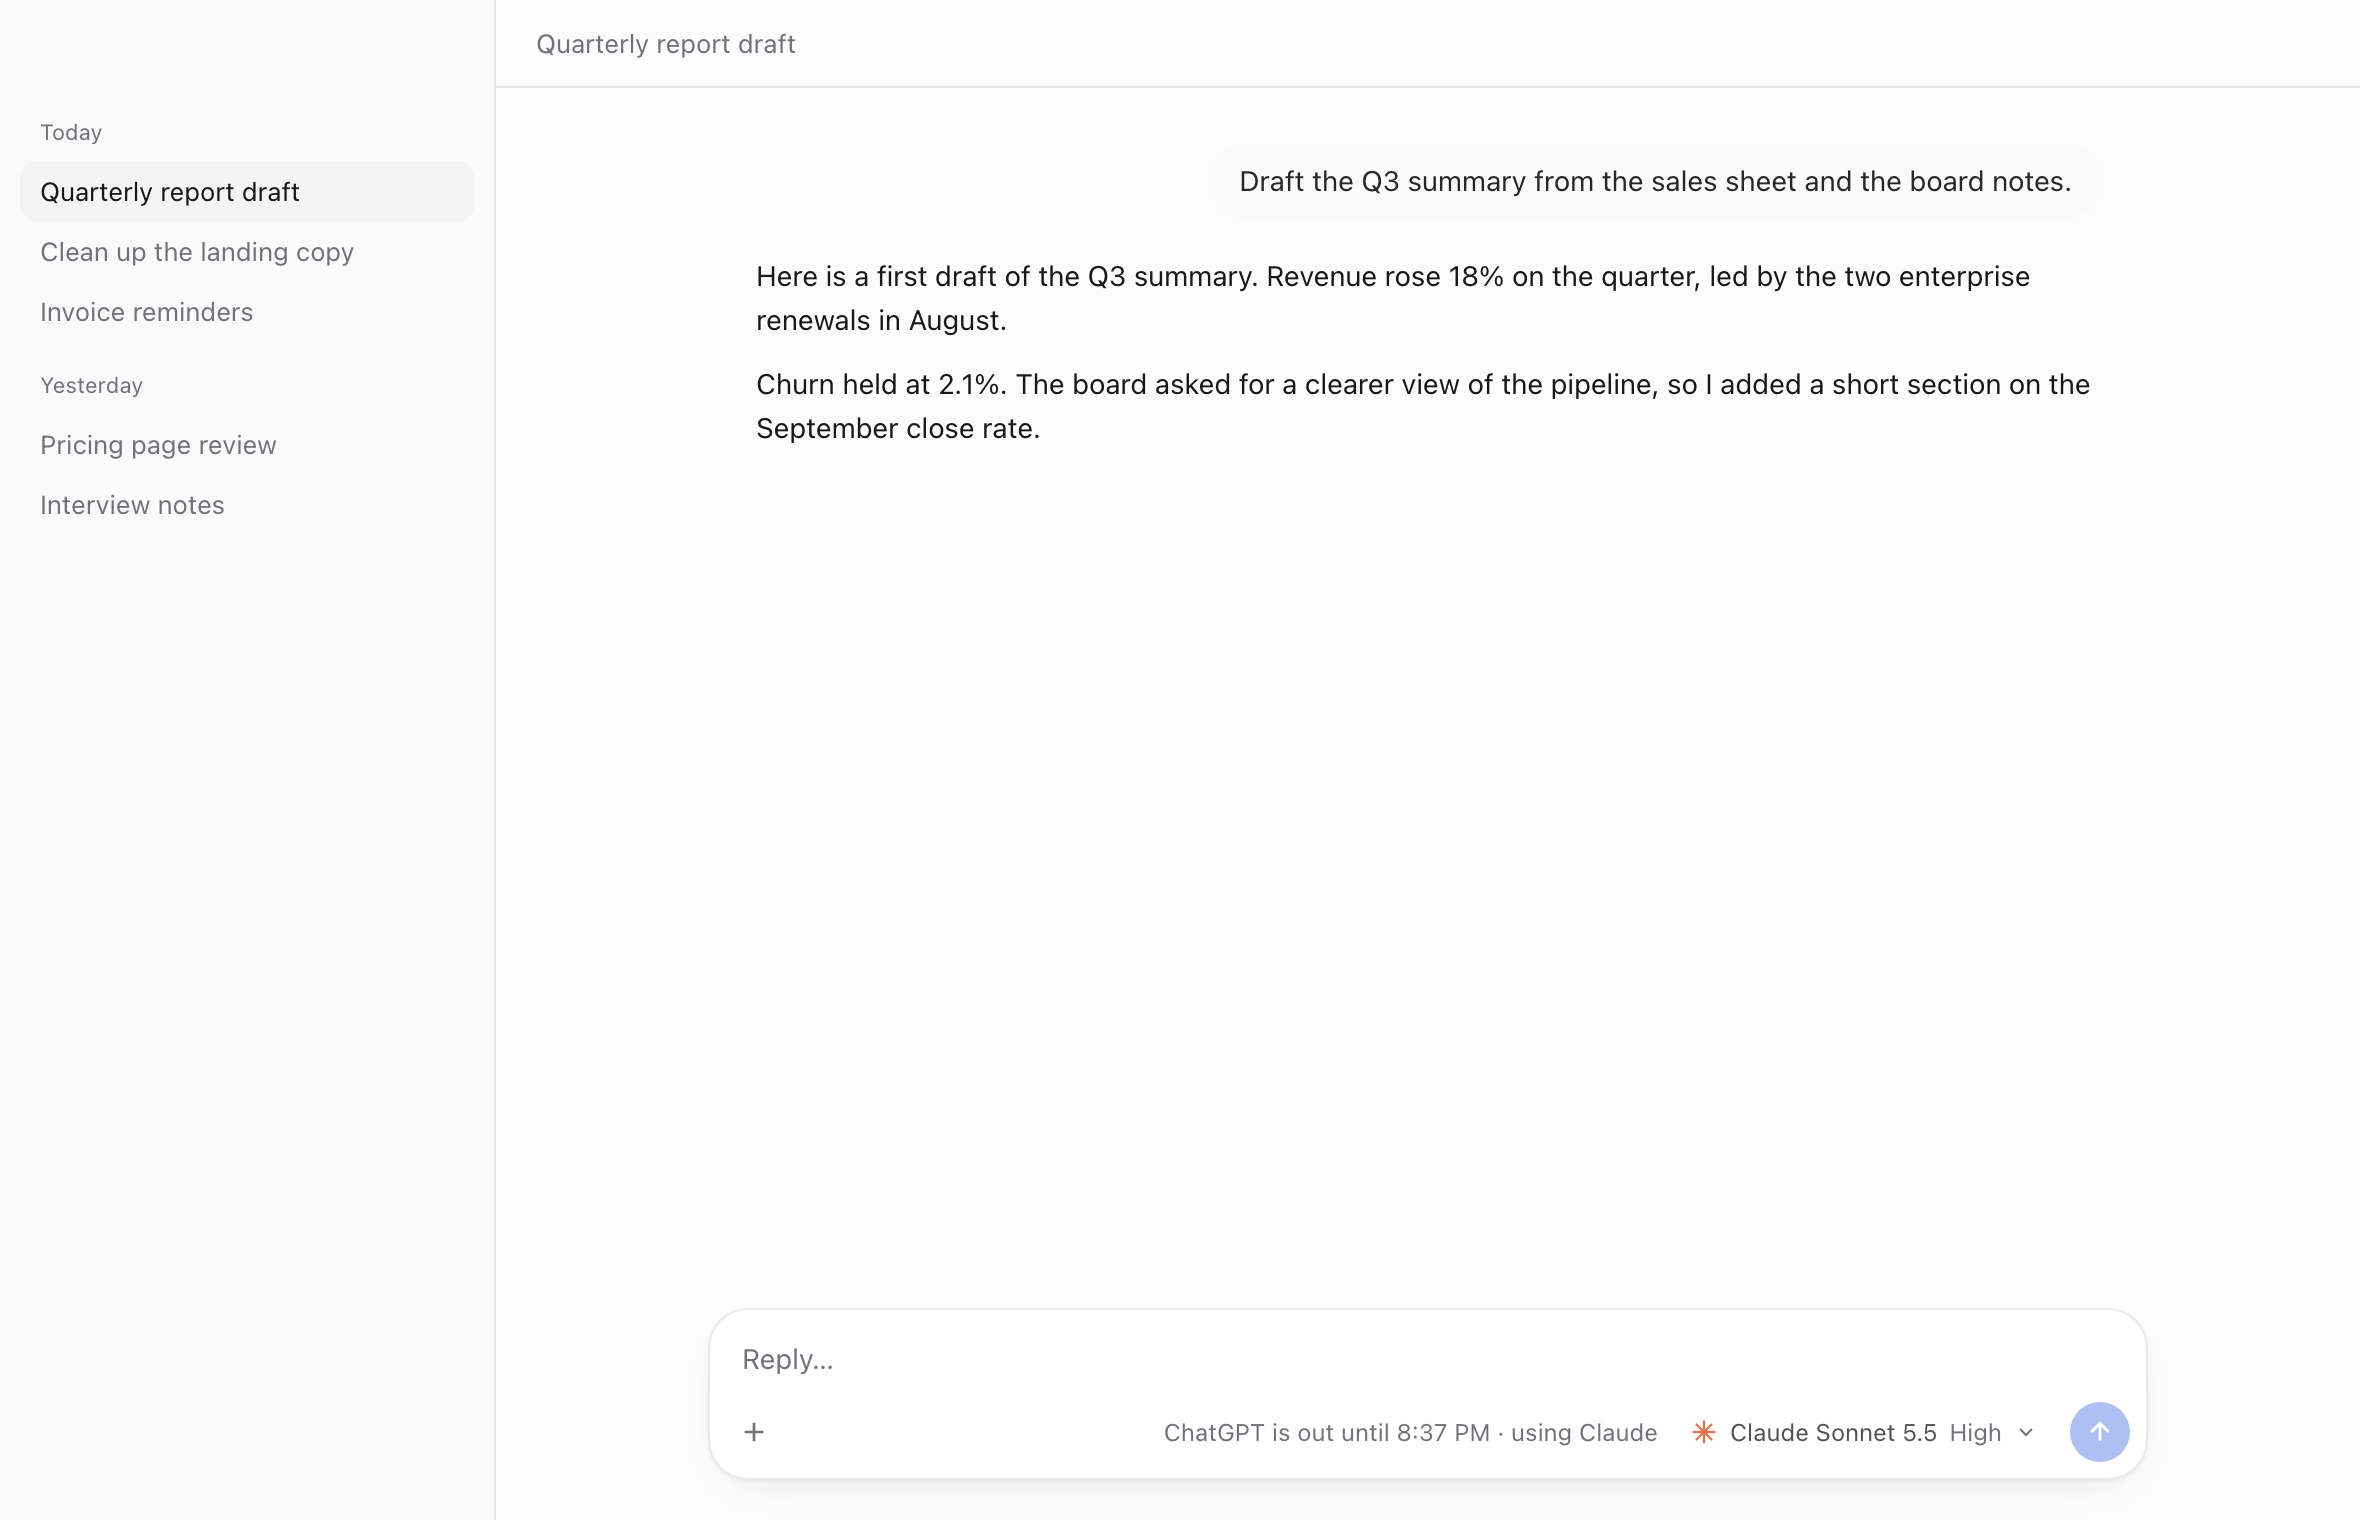 Quarterly report draft
Today
Quarterly report draft
Clean up the landing copy
Invoice reminders
Yesterday
Pricing page review
Interview notes
Draft the Q3 summary from the sales sheet and the board notes.
Here is a first draft of the Q3 summary. Revenue rose 18% on the quarter, led by the two enterprise
renewals in August.
Churn held at 2.1%. The board asked for a clearer view of the pipeline, so I added a short section on the
September close rate.
Reply...
ChatGPT is out until 8:37 PM · using Claude
Claude Sonnet 5.5 High